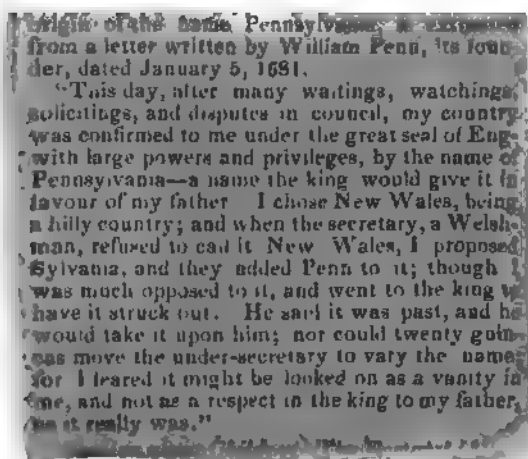 origin of the name Pennsylvania, is
from a letter written by William Penn, its foun-
der, dated January 5, 1681.
"This day, after many waitings, watchings,
solicitings, and disputes in council, my country
was confirmed to me under the great seal of Eng-
with large powers and privileges, by the name of
Pennsylvania—a name the king would give it in
favour of my father I chose New Wales, being
a hilly country; and when the secretary, a Welsh-
man, refused to call it New Wales, I proposed
Sylvania, and they added Penn to it; though I
was much opposed to it, and went to the king to
have it struck out. He said it was past, and he
would take it upon him; nor could twenty guin-
eas move the under-secretary to vary the name,
for I feared it might be looked on as a vanity in
me, and not as a respect in the king to my father,
as it really was."